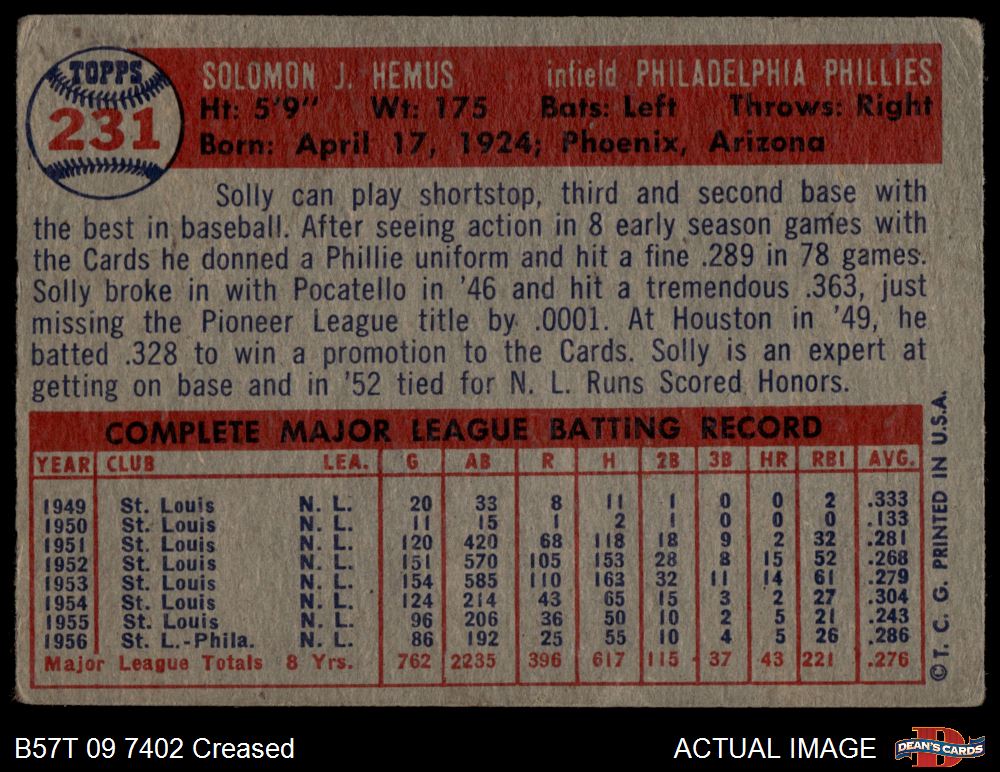 TOPPS
231
SOLOMON J. HEMUS infield PHILADELPHIA PHILLIES
Ht: 5'9" Wt: 175 Bats: Left Throws: Right
Born: April 17, 1924; Phoenix, Arizona
Solly can play shortstop, third and second base with
the best in baseball. After seeing action in 8 early season games with
the Cards he donned a Phillie uniform and hit a fine .289 in 78 games.
Solly broke in with Pocatello in '46 and hit a tremendous .363, just
missing the Pioneer League title by .0001. At Houston in '49, he
batted .328 to win a promotion to the Cards. Solly is an expert at
getting on base and in '52 tied for N. L. Runs Scored Honors.
COMPLETE MAJOR LEAGUE BATTING RECORD
YEAR CLUB LEA. G AB R H 2B 3B HR RBI AVG.
1949 St. Louis N. L. 20 33 8 11 1 0 0 2 .333
1950 St. Louis N. L. 11 15 1 2 1 0 0 0 .133
1951 St. Louis N. L. 120 420 68 118 18 9 2 32 .281
1952 St. Louis N. L. 151 570 105 153 28 8 15 52 .268
1953 St. Louis N. L. 154 585 110 163 32 11 14 61 .279
1954 St. Louis N. L. 124 214 43 65 15 3 2 27 .304
1955 St. Louis N. L. 96 206 36 50 10 2 5 21 .243
1956 St. L.-Phila. N. L. 86 192 25 55 10 4 5 26 .286
Major League Totals 8 Yrs. 762 2235 396 617 115 37 43 221 .276
© T. C. G. PRINTED IN U.S.A.
B57T 09 7402 Creased
ACTUAL IMAGE
DEAN'S CARDS